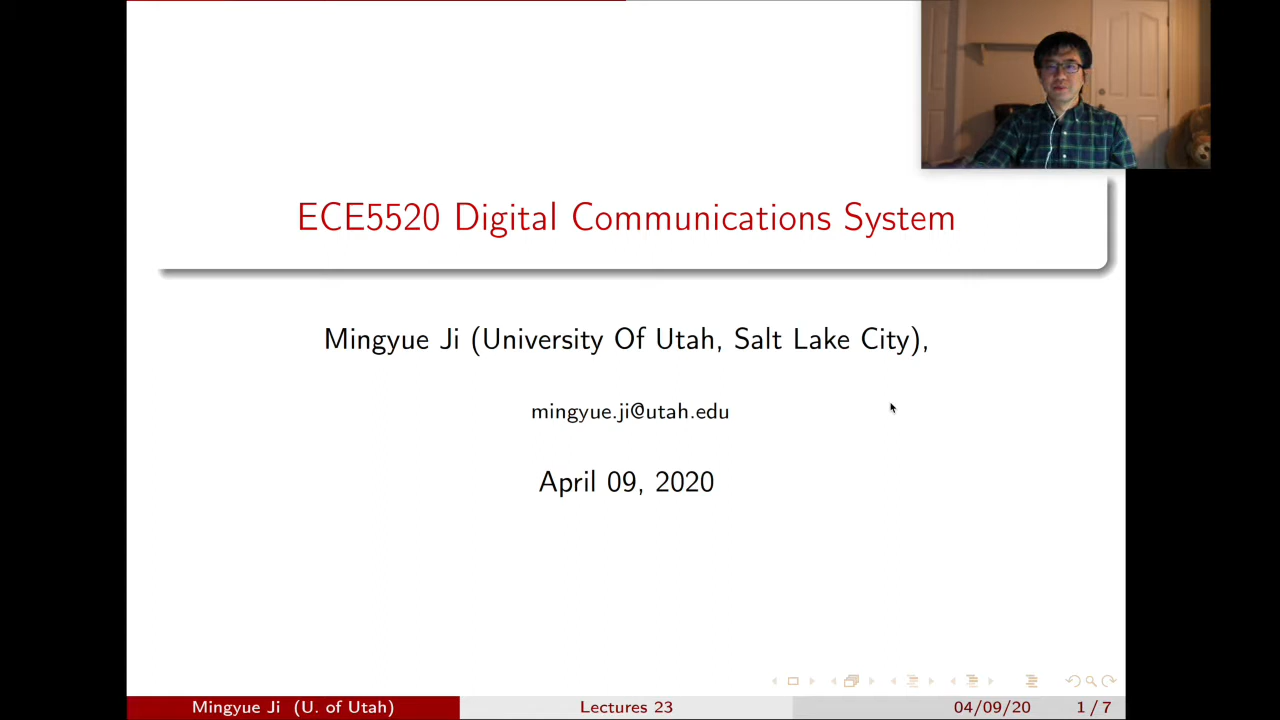 ECE5520 Digital Communications System
Mingyue Ji (University Of Utah, Salt Lake City),
mingyue.ji@utah.edu
April 09, 2020
Mingyue Ji (U. of Utah)
Lectures 23
04/09/20
1 / 7